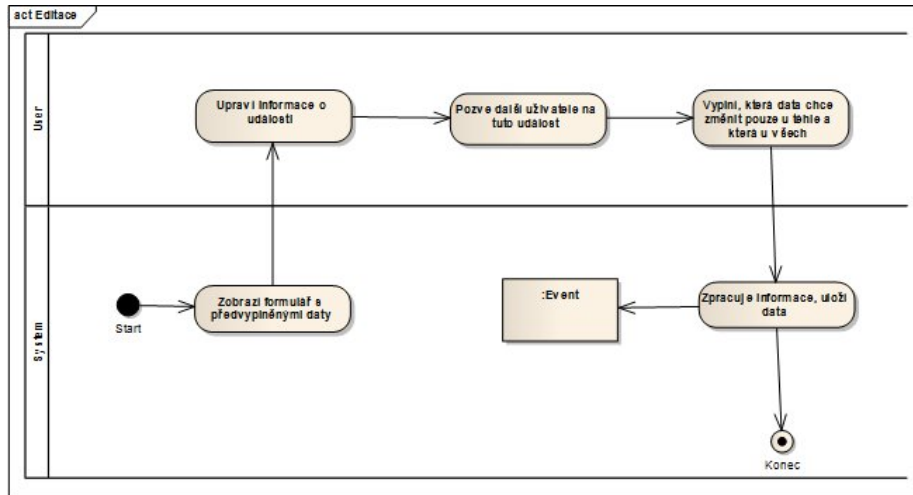 act Editace
User
Upraví informace o
události
Pozve další uživatele na
tuto událost
Vyplní, která data chce
změnit pouze u téhle a
která u všech
System
Start
Zobrazí formulář s
předvyplněnými daty
:Event
Zpracuje informace, uloží
data
Konec